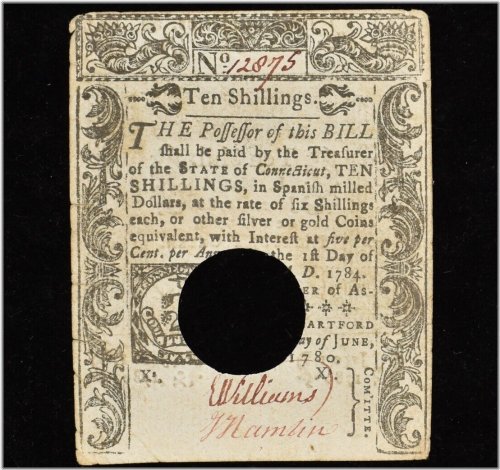 No 12875
Ten Shillings.
THE Poſſeſſor of this BILL
ſhall be paid by the Treaſurer
of the STATE of Connecticut, TEN
SHILLINGS, in Spaniſh milled
Dollars, at the rate of ſix Shillings
each, or other ſilver or gold Coins
equivalent, with Intereſt at five per
Cent. per An the 1ſt Day of
D. 1784.
ER of Aſ-
ARTFORD
ay of JUNE,
1780.
Xs. X
Williams
COMITTE.